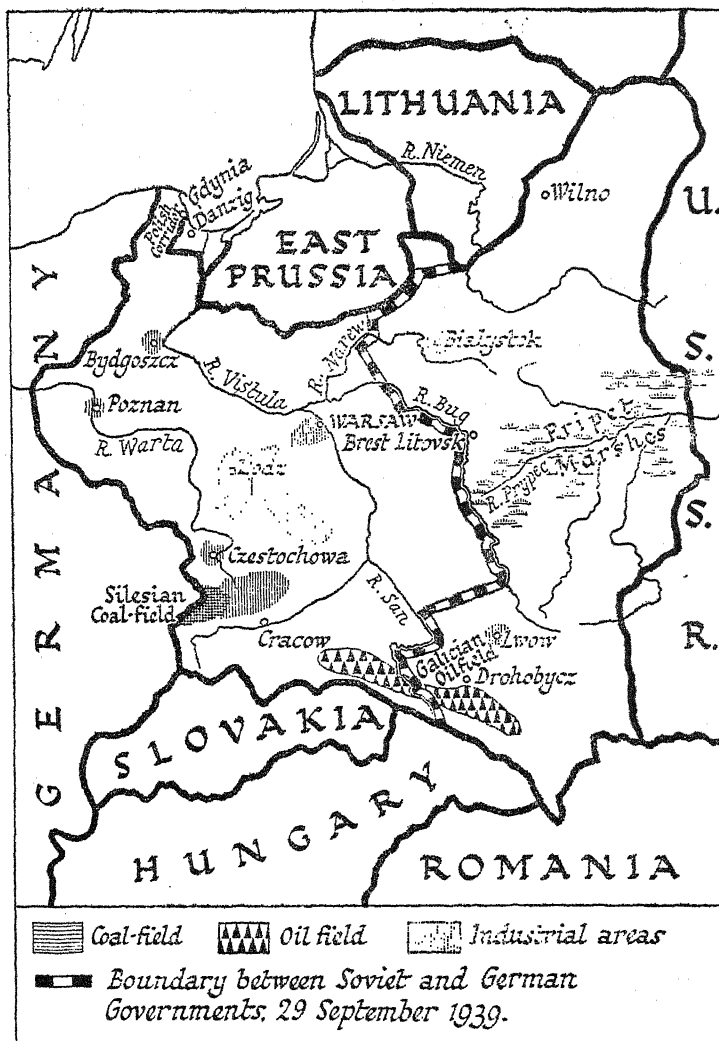 LITHUANIA
R. Niemen
Wilno
U.
Gdynia
Danzig
Polish
Corridor
EAST
PRUSSIA
GERMANY
Bydgoszcz
R. Vistula
R. Narew
Bialystok
S.
Poznan
R. Warta
WARSAW
R. Bug
Brest Litovsk
Pripet
Marshes
R. Prypec
Lodz
S.
Czestochowa
Silesian
Coal-field
R. San
Cracow
Galician
Oilfield
Lwow
Drohobycz
R.
SLOVAKIA
HUNGARY
ROMANIA
Coal-field
Oil field
Industrial areas
Boundary between Soviet and German
Governments, 29 September 1939.